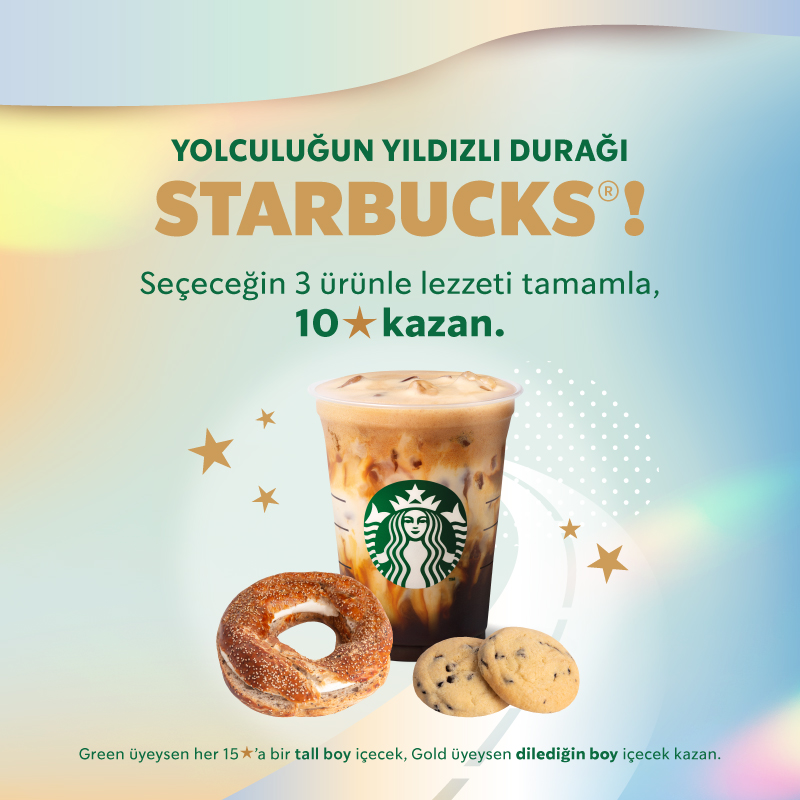 YOLCULUĞUN YILDIZLI DURAĞI
STARBUCKS®!
Seçeceğin 3 ürünle lezzeti tamamla,
10★kazan.
Green üyeysen her 15★'a bir tall boy içecek, Gold üyeysen dilediğin boy içecek kazan.